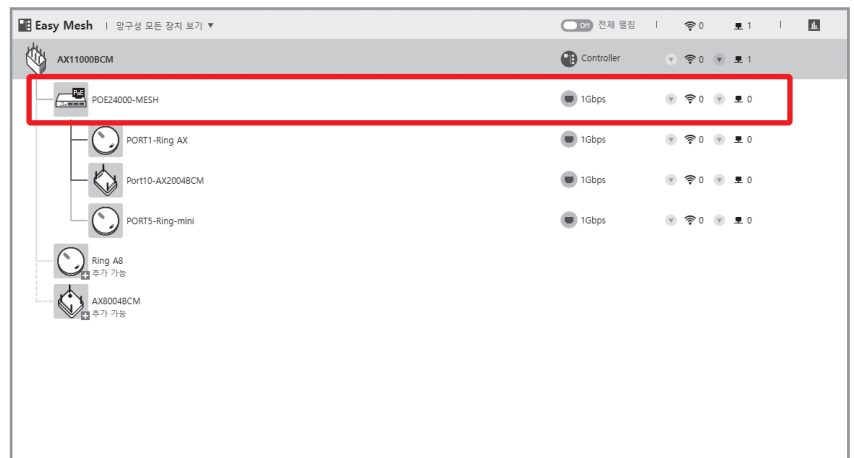 Easy Mesh | 망구성 모든 장치 보기 ▼ Off 전체 펼침 | 0 1 |
AX11000BCM Controller 0 1
PoE
POE24000-MESH 1Gbps 0 0
PORT1-Ring AX 1Gbps 0 0
Port10-AX2004BCM 1Gbps 0 0
PORT5-Ring-mini 1Gbps 0 0
Ring A8
추가 가능
AX8004BCM
추가 가능